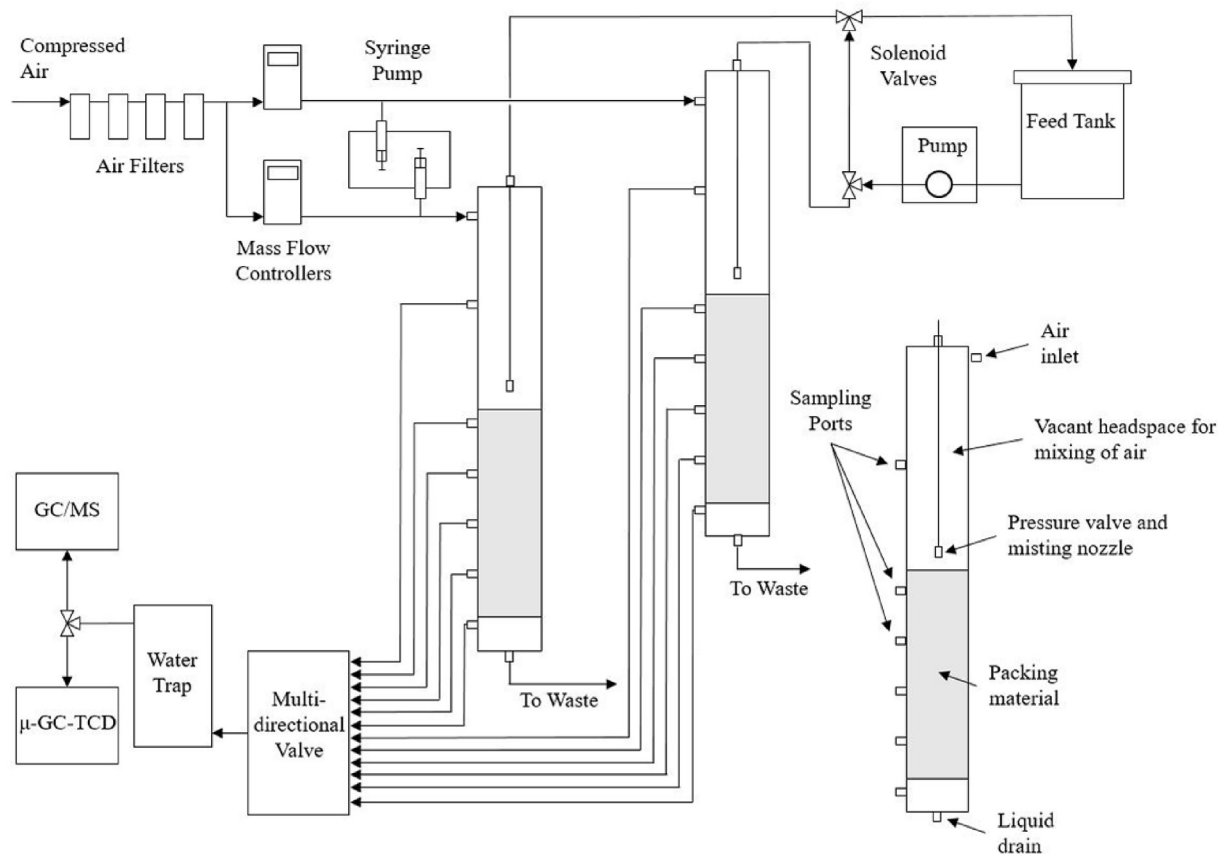 Compressed
Air
Syringe
Pump
Solenoid
Valves
Feed Tank
Pump
Air Filters
Mass Flow
Controllers
Air
inlet
Sampling
Ports
Vacant headspace for
mixing of air
Pressure valve and
misting nozzle
Packing
material
Liquid
drain
GC/MS
Water
Trap
μ-GC-TCD
Multi-
directional
Valve
To Waste
To Waste